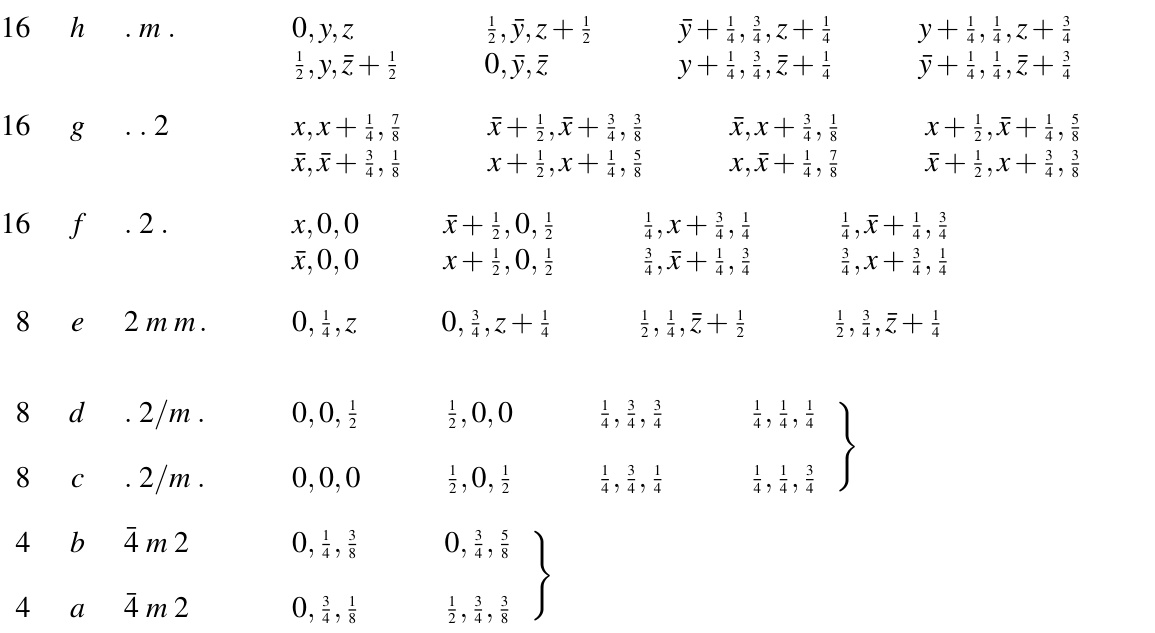 16 h . m . 0, y, z ½, ȳ, z + ½ ȳ + ¼, ¾, z + ¼ y + ¼, ¼, z + ¾
½, y, z̄ + ½ 0, ȳ, z̄ y + ¼, ¾, z̄ + ¼ ȳ + ¼, ¼, z̄ + ¾
16 g . . 2 x, x + ¼, ⅞ x̄ + ½, x̄ + ¾, ⅜ x̄, x + ¾, ⅛ x + ½, x̄ + ¼, ⅝
x̄, x̄ + ¾, ⅛ x + ½, x + ¼, ⅝ x, x̄ + ¼, ⅞ x̄ + ½, x + ¾, ⅜
16 f . 2 . x, 0, 0 x̄ + ½, 0, ½ ¼, x + ¾, ¼ ¼, x̄ + ¼, ¾
x̄, 0, 0 x + ½, 0, ½ ¾, x̄ + ¼, ¾ ¾, x + ¾, ¼
8 e 2 m m . 0, ¼, z 0, ¾, z + ¼ ½, ¼, z̄ + ½ ½, ¾, z̄ + ¼
8 d . 2/m . 0, 0, ½ ½, 0, 0 ¼, ¾, ¾ ¼, ¼, ¼ }
8 c . 2/m . 0, 0, 0 ½, 0, ½ ¼, ¾, ¼ ¼, ¼, ¾
4 b 4̄ m 2 0, ¼, ⅜ 0, ¾, ⅝ }
4 a 4̄ m 2 0, ¾, ⅛ ½, ¾, ⅜